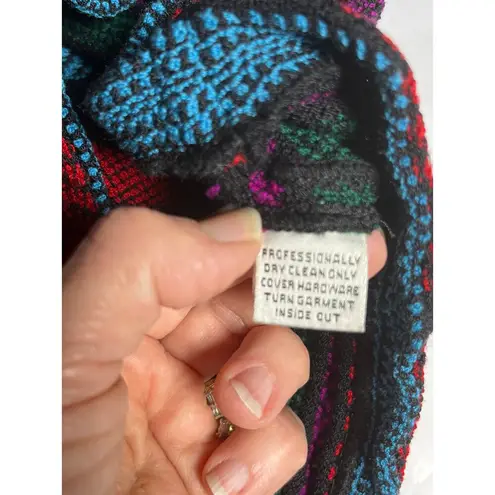 PROFESSIONALLY
DRY CLEAN ONLY
COVER HARDWARE
TURN GARMENT
INSIDE OUT